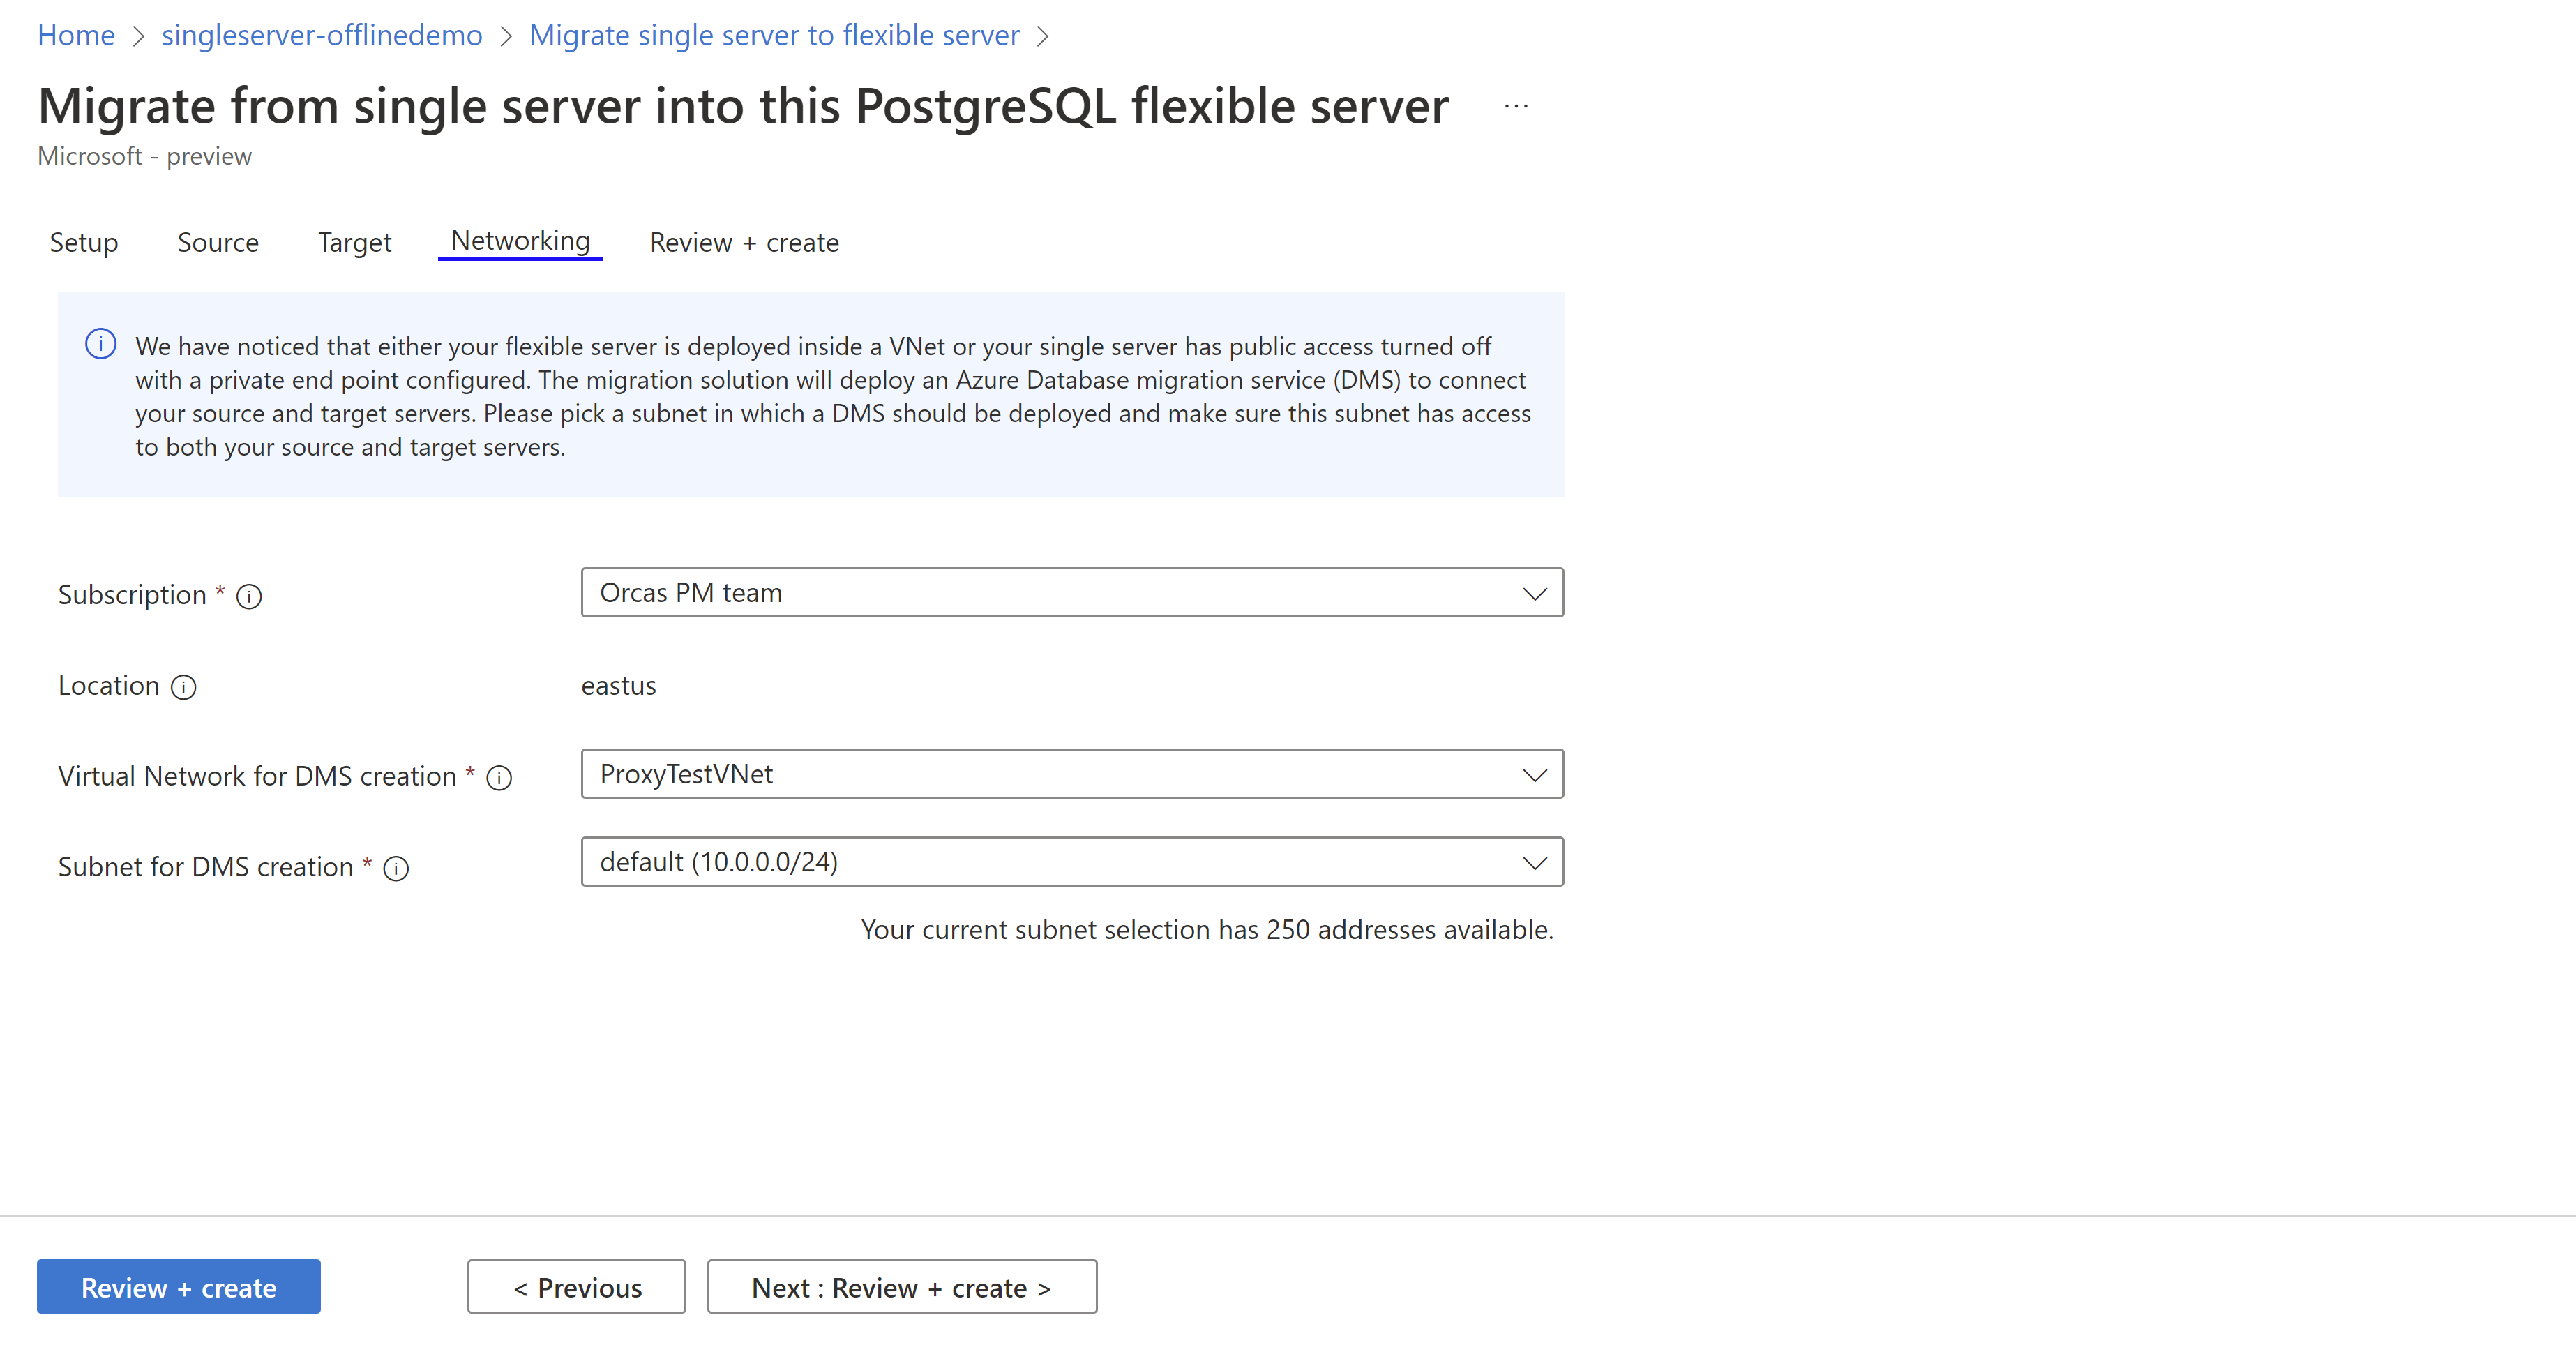 Home > singleserver-offlinedemo > Migrate single server to flexible server >
Migrate from single server into this PostgreSQL flexible server ...
Microsoft - preview
Setup Source Target Networking Review + create
We have noticed that either your flexible server is deployed inside a VNet or your single server has public access turned off
with a private end point configured. The migration solution will deploy an Azure Database migration service (DMS) to connect
your source and target servers. Please pick a subnet in which a DMS should be deployed and make sure this subnet has access
to both your source and target servers.
Subscription * Orcas PM team
Location eastus
Virtual Network for DMS creation * ProxyTestVNet
Subnet for DMS creation * default (10.0.0.0/24)
Your current subnet selection has 250 addresses available.
Review + create < Previous Next : Review + create >